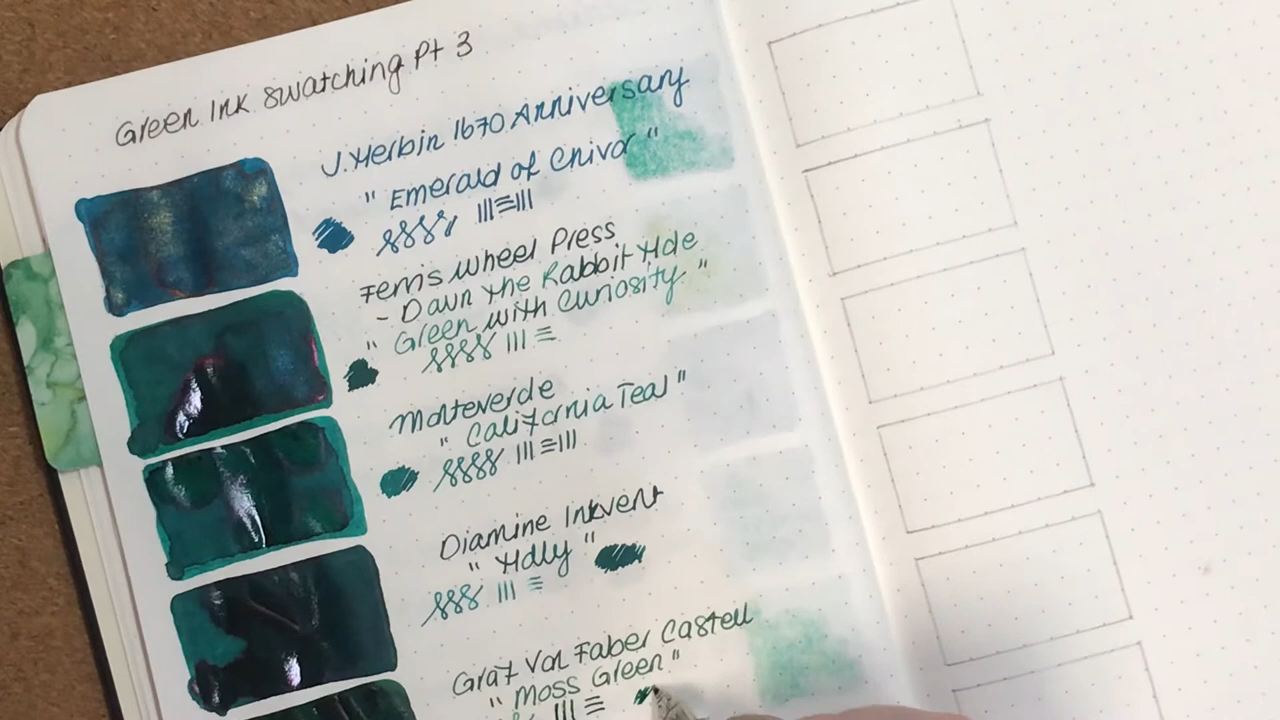 Green Ink Swatching Pt 3
J. Herbin 1670 Anniversary
" Emerald of Chivor "
Ferris Wheel Press
- Down the Rabbit Hole
" Green with Curiosity "
Monteverde
" California Teal "
Diamine Inkvent
" Holly "
Graf Von Faber Castell
" Moss Green "